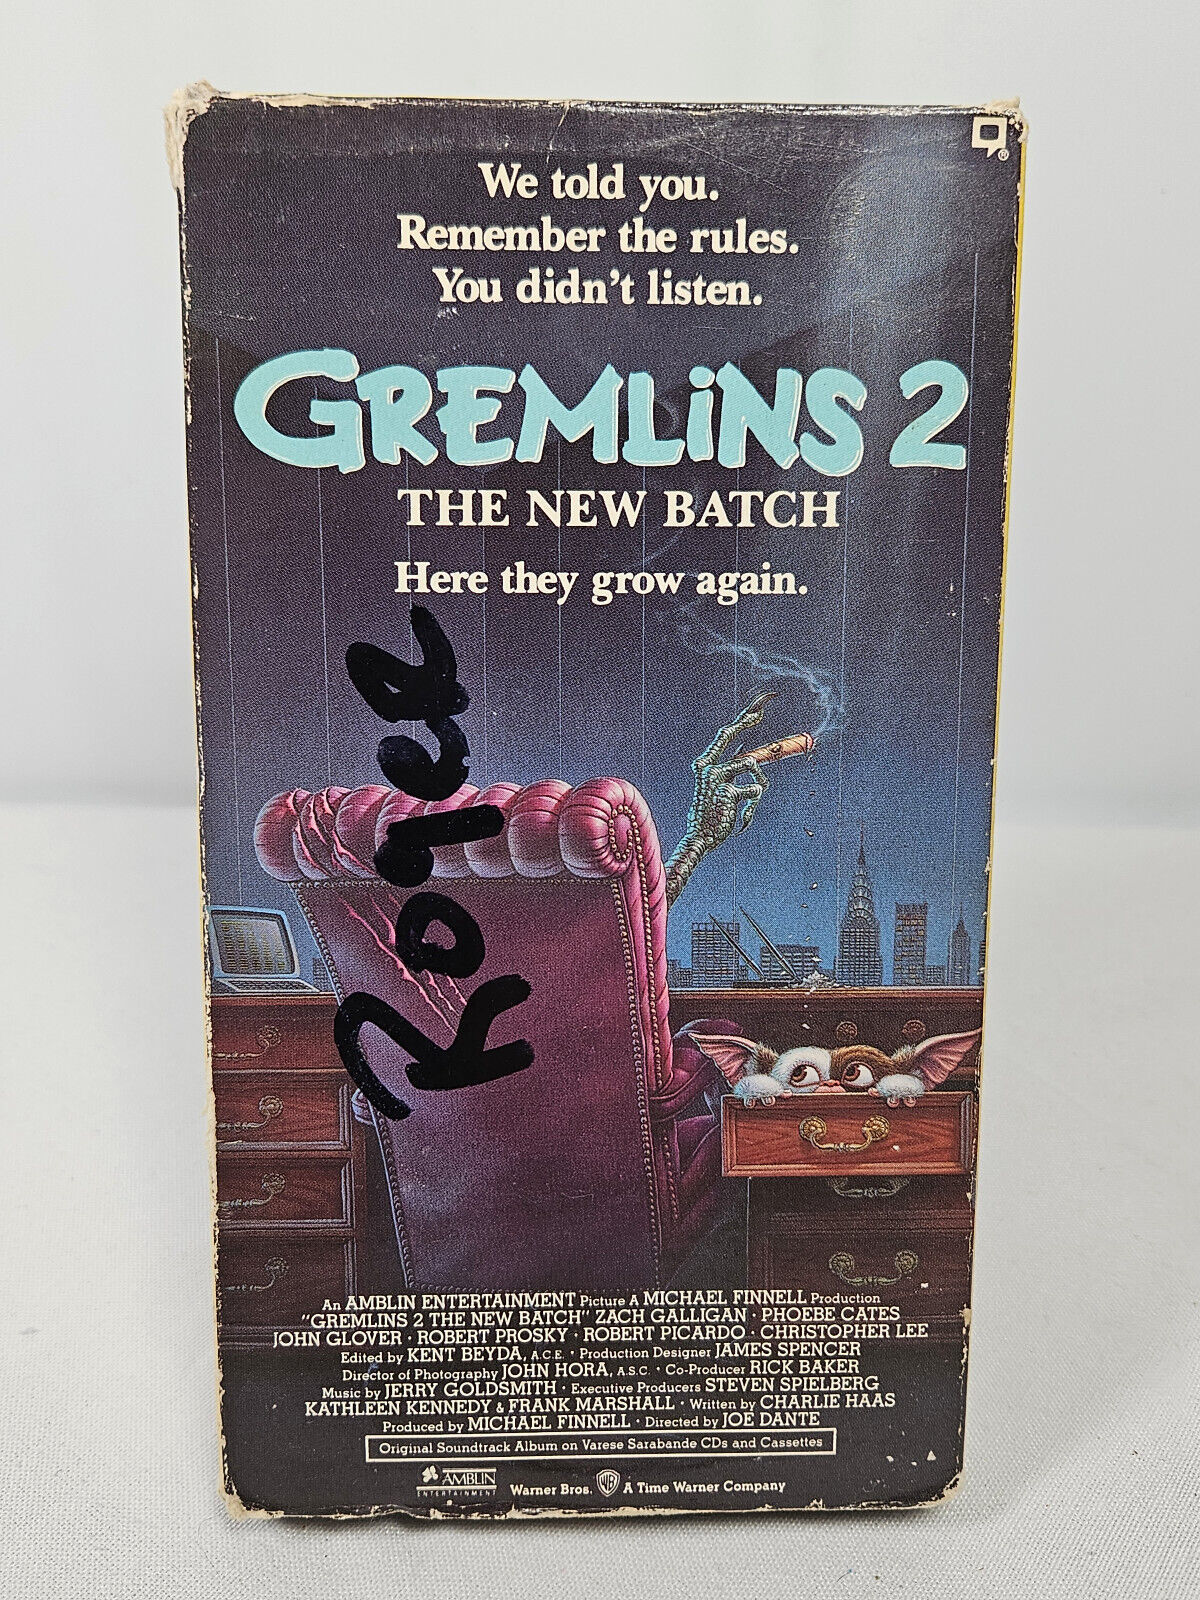 We told you.
Remember the rules.
You didn't listen.
GREMLiNS 2
THE NEW BATCH
Here they grow again.
An AMBLIN ENTERTAINMENT Picture A MICHAEL FINNELL Production
"GREMLINS 2 THE NEW BATCH" ZACH GALLIGAN · PHOEBE CATES
JOHN GLOVER · ROBERT PROSKY · ROBERT PICARDO · CHRISTOPHER LEE
Edited by KENT BEYDA, A.C.E. · Production Designer JAMES SPENCER
Director of Photography JOHN HORA, A.S.C. · Co-Producer RICK BAKER
Music by JERRY GOLDSMITH · Executive Producers STEVEN SPIELBERG
KATHLEEN KENNEDY & FRANK MARSHALL · Written by CHARLIE HAAS
Produced by MICHAEL FINNELL · Directed by JOE DANTE
Original Soundtrack Album on Varese Sarabande CDs and Cassettes
AMBLIN
ENTERTAINMENT
Warner Bros. WB A Time Warner Company